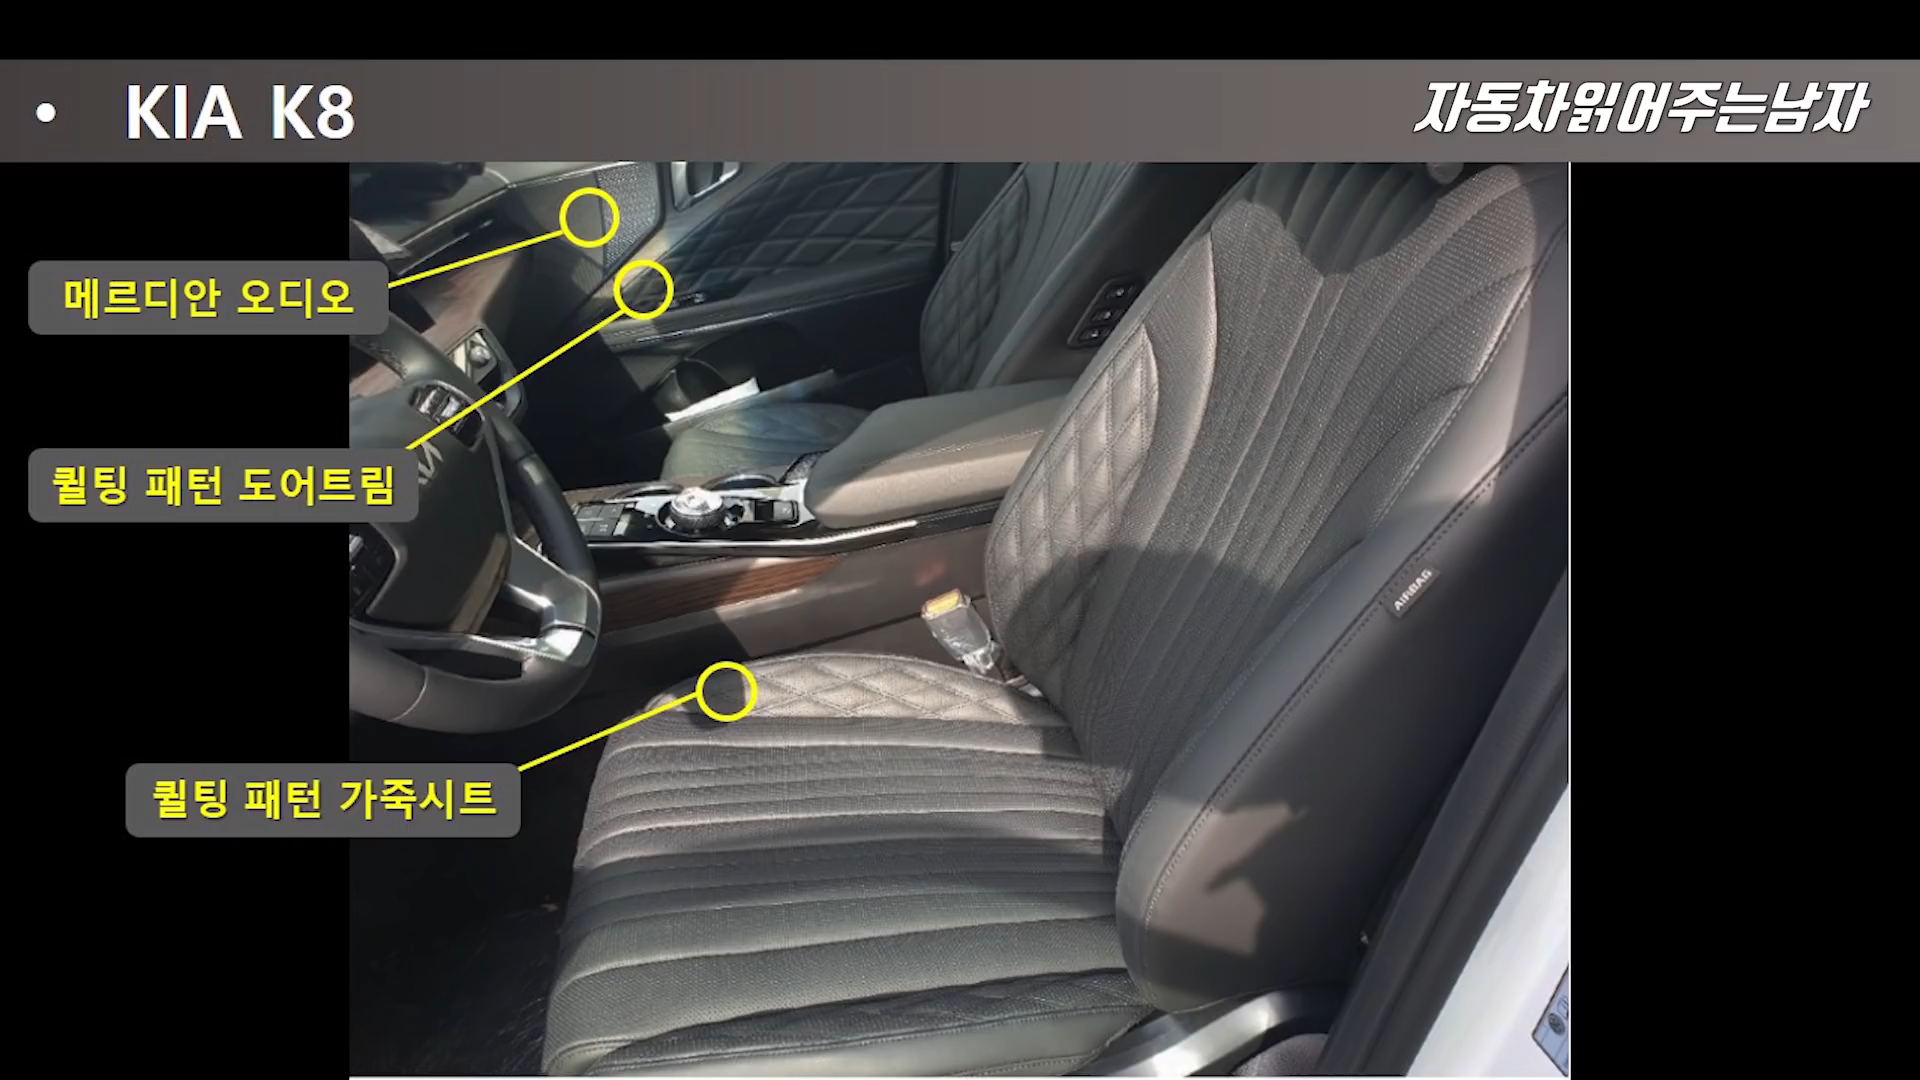 • KIA K8
자동차읽어주는남자
메르디안 오디오
퀼팅 패턴 도어트림
퀼팅 패턴 가죽시트
AIRBAG